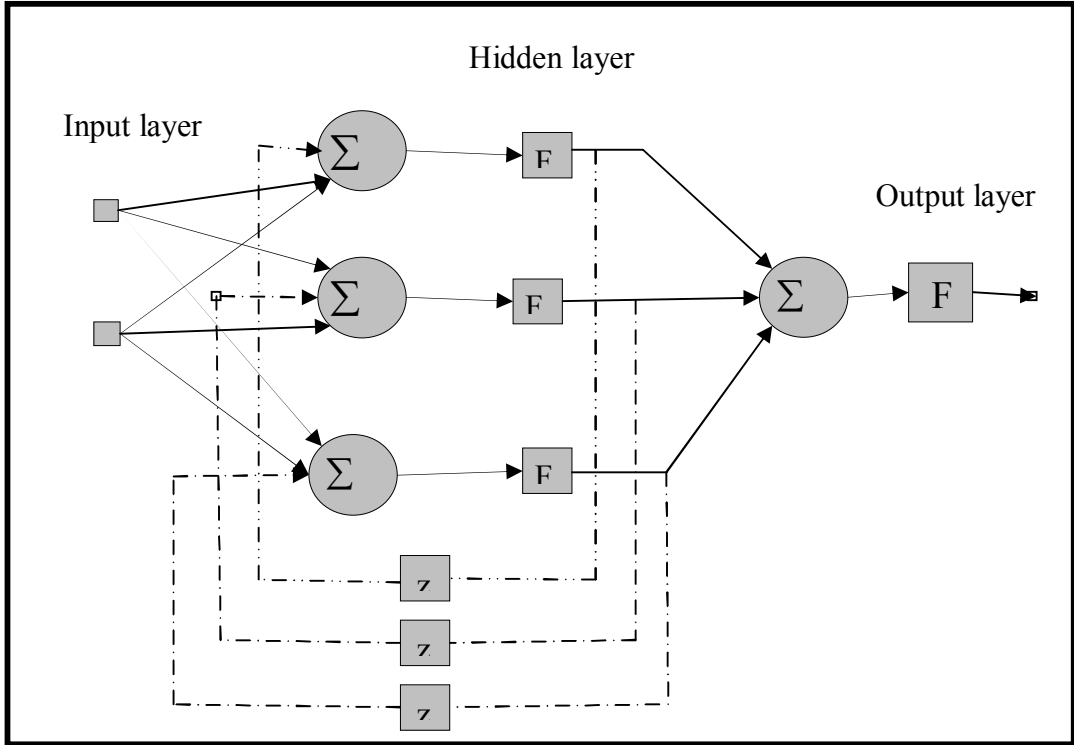 Hidden layer
Input layer
Output layer
Σ
F
Σ
F
Σ
F
Σ
F
z
z
z